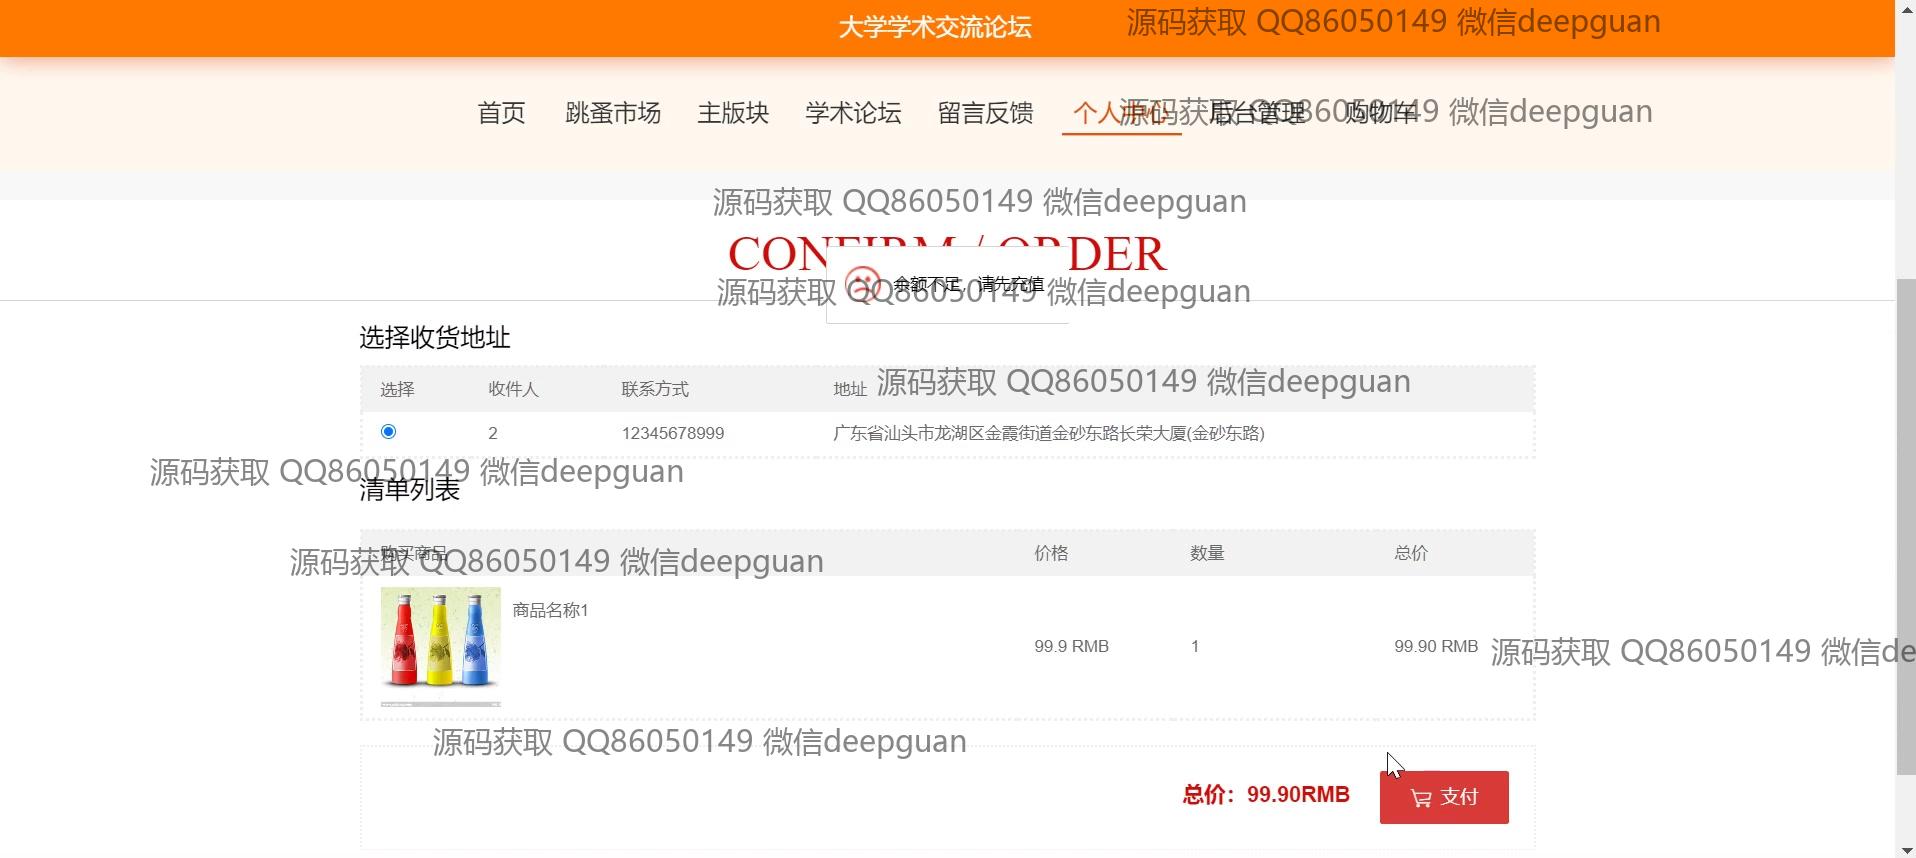 大学学术交流论坛
源码获取 QQ86050149 微信deepguan
首页 跳蚤市场 主版块 学术论坛 留言反馈 个人中心 后台管理 购物车
源码获取 QQ86050149 微信deepguan
源码获取 QQ86050149 微信deepguan
CONFIRM / ORDER
余额不足，请先充值
源码获取 QQ86050149 微信deepguan
选择收货地址
选择 收件人 联系方式 地址
源码获取 QQ86050149 微信deepguan
2 12345678999 广东省汕头市龙湖区金霞街道金砂东路长荣大厦(金砂东路)
源码获取 QQ86050149 微信deepguan
清单列表
购买商品 价格 数量 总价
源码获取 QQ86050149 微信deepguan
商品名称1
99.9 RMB 1 99.90 RMB
源码获取 QQ86050149 微信de
源码获取 QQ86050149 微信deepguan
总价：99.90RMB 支付